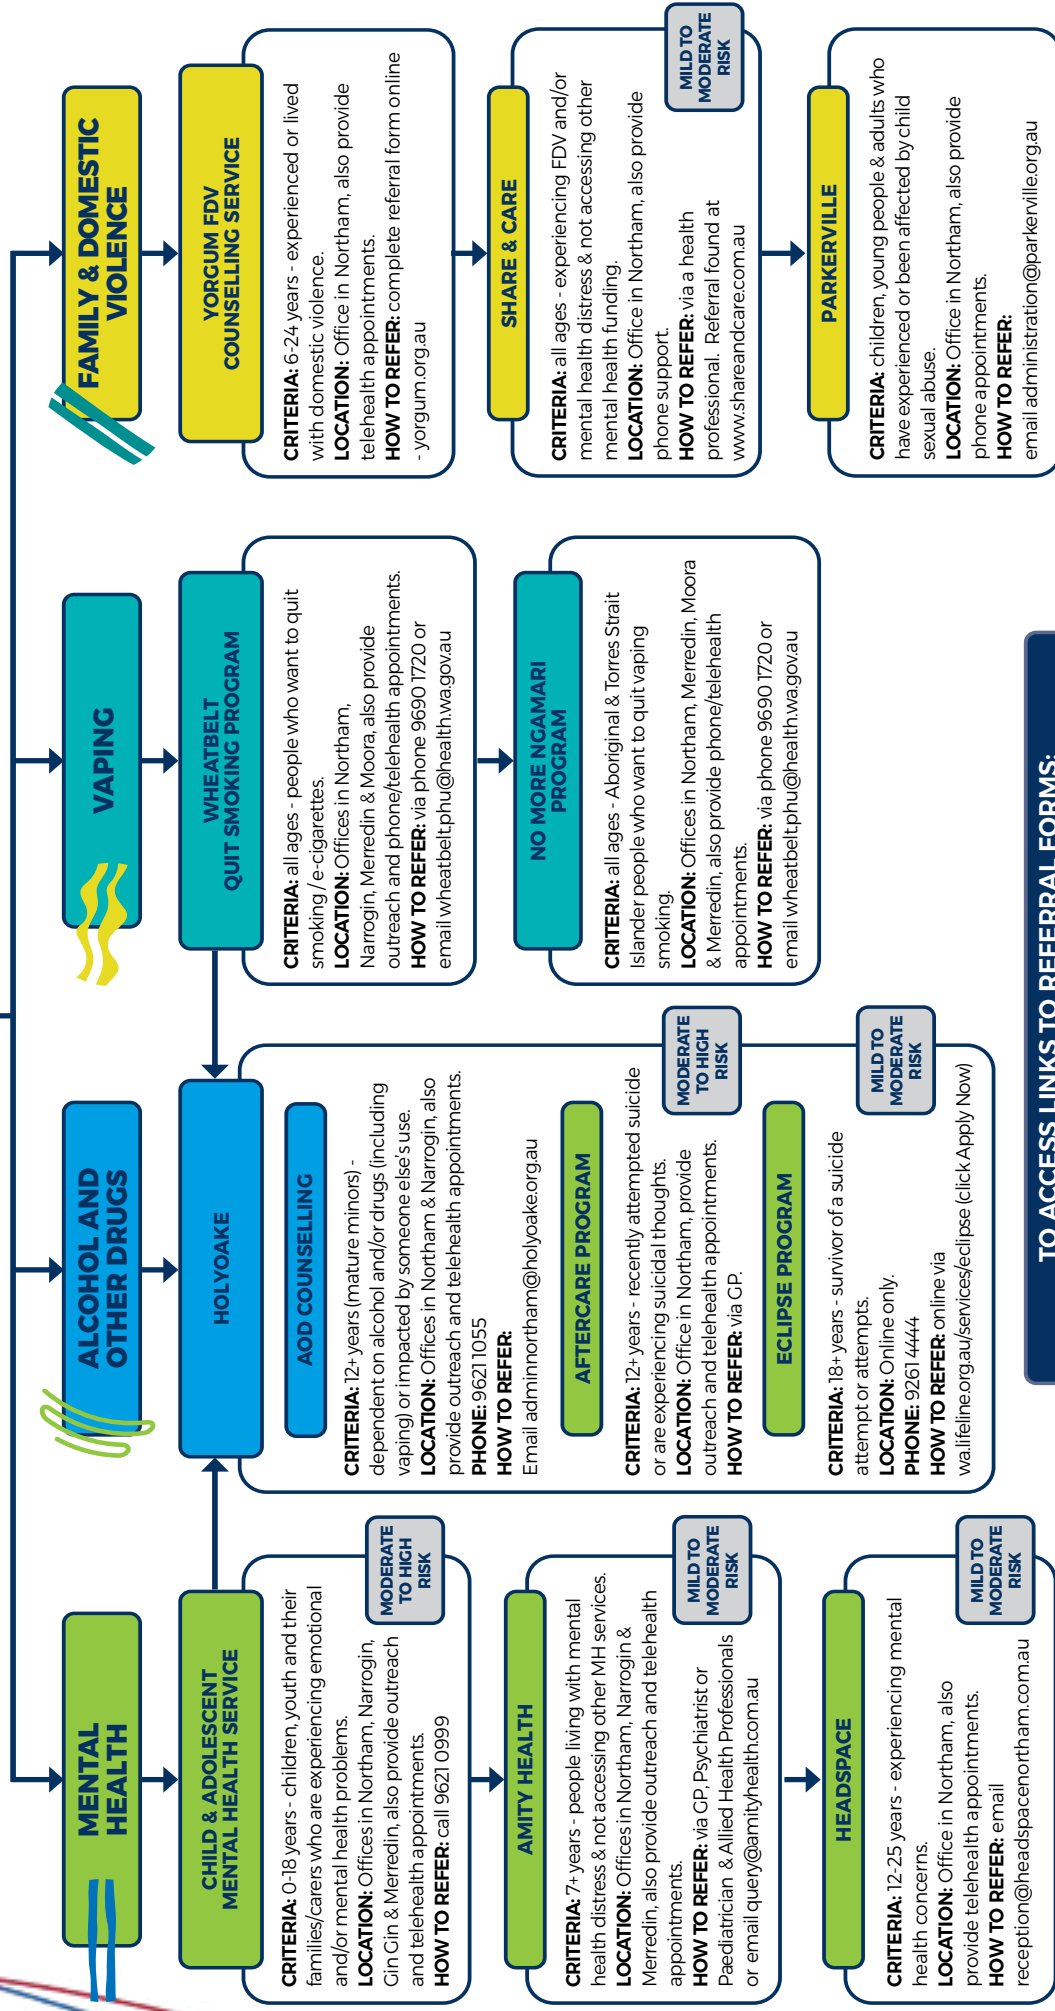 MENTAL
HEALTH
CHILD & ADOLESCENT
MENTAL HEALTH SERVICE
CRITERIA: 0-18 years - children, youth and their
families/carers who are experiencing emotional
and/or mental health problems.
LOCATION: Offices in Northam, Narrogin,
Gin Gin & Merredin, also provide outreach
and telehealth appointments.
HOW TO REFER: call 9621 0999
MODERATE
TO HIGH
RISK
AMITY HEALTH
CRITERIA: 7+ years - people living with mental
health distress & not accessing other MH services.
LOCATION: Offices in Northam, Narrogin &
Merredin, also provide outreach and telehealth
appointments.
HOW TO REFER: via GP, Psychiatrist or
Paediatrician & Allied Health Professionals
or email query@amityhealth.com.au
MILD TO
MODERATE
RISK
HEADSPACE
CRITERIA: 12-25 years - experiencing mental
health concerns.
LOCATION: Office in Northam, also
provide telehealth appointments.
HOW TO REFER: email
reception@headspacenortham.com.au
MILD TO
MODERATE
RISK
ALCOHOL AND
OTHER DRUGS
HOLYOAKE
AOD COUNSELLING
CRITERIA: 12+ years (mature minors) -
dependent on alcohol and/or drugs (including
vaping) or impacted by someone else's use.
LOCATION: Offices in Northam & Narrogin, also
provide outreach and telehealth appointments.
PHONE: 9621 1055
HOW TO REFER:
Email adminnortham@holyoake.org.au
AFTERCARE PROGRAM
CRITERIA: 12+ years - recently attempted suicide
or are experiencing suicidal thoughts.
LOCATION: Office in Northam, provide
outreach and telehealth appointments.
HOW TO REFER: via GP.
MODERATE
TO HIGH
RISK
ECLIPSE PROGRAM
CRITERIA: 18+ years - survivor of a suicide
attempt or attempts.
LOCATION: Online only.
PHONE: 9261 4444
HOW TO REFER: online via
wa.lifeline.org.au/services/eclipse (click Apply Now)
MILD TO
MODERATE
RISK
VAPING
WHEATBELT
QUIT SMOKING PROGRAM
CRITERIA: all ages - people who want to quit
smoking / e-cigarettes.
LOCATION: Offices in Northam,
Narrogin, Merredin & Moora, also provide
outreach and phone/telehealth appointments.
HOW TO REFER: via phone 9690 1720 or
email wheatbelt.phu@health.wa.gov.au
NO MORE NGAMARI
PROGRAM
CRITERIA: all ages - Aboriginal & Torres Strait
Islander people who want to quit vaping
smoking.
LOCATION: Offices in Northam, Merredin, Moora
& Merredin, also provide phone/telehealth
appointments.
HOW TO REFER: via phone 9690 1720 or
email wheatbelt.phu@health.wa.gov.au
FAMILY & DOMESTIC
VIOLENCE
YORGUM FDV
COUNSELLING SERVICE
CRITERIA: 6-24 years - experienced or lived
with domestic violence.
LOCATION: Office in Northam, also provide
telehealth appointments.
HOW TO REFER: complete referral form online
- yorgum.org.au
SHARE & CARE
CRITERIA: all ages - experiencing FDV and/or
mental health distress & not accessing other
mental health funding.
LOCATION: Office in Northam, also provide
phone support.
HOW TO REFER: via a health
professional. Referral found at
www.shareandcare.com.au
MILD TO
MODERATE
RISK
PARKERVILLE
CRITERIA: children, young people & adults who
have experienced or been affected by child
sexual abuse.
LOCATION: Office in Northam, also provide
phone appointments.
HOW TO REFER:
email administration@parkerville.org.au
TO ACCESS LINKS TO REFERRAL FORMS: